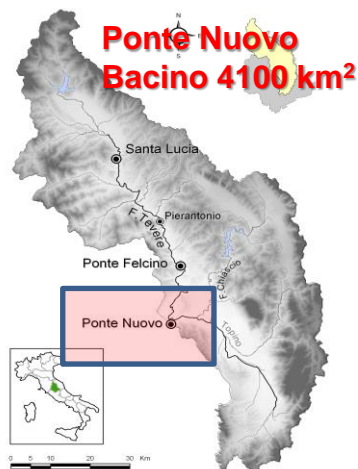 N
Ponte Nuovo
E
S
Bacino 4100 km²
Santa Lucia
F. Tevere
Pierantonio
Ponte Felcino
F. Chiascio
Ponte Nuovo
Topino
0 5 10 20 30 Km